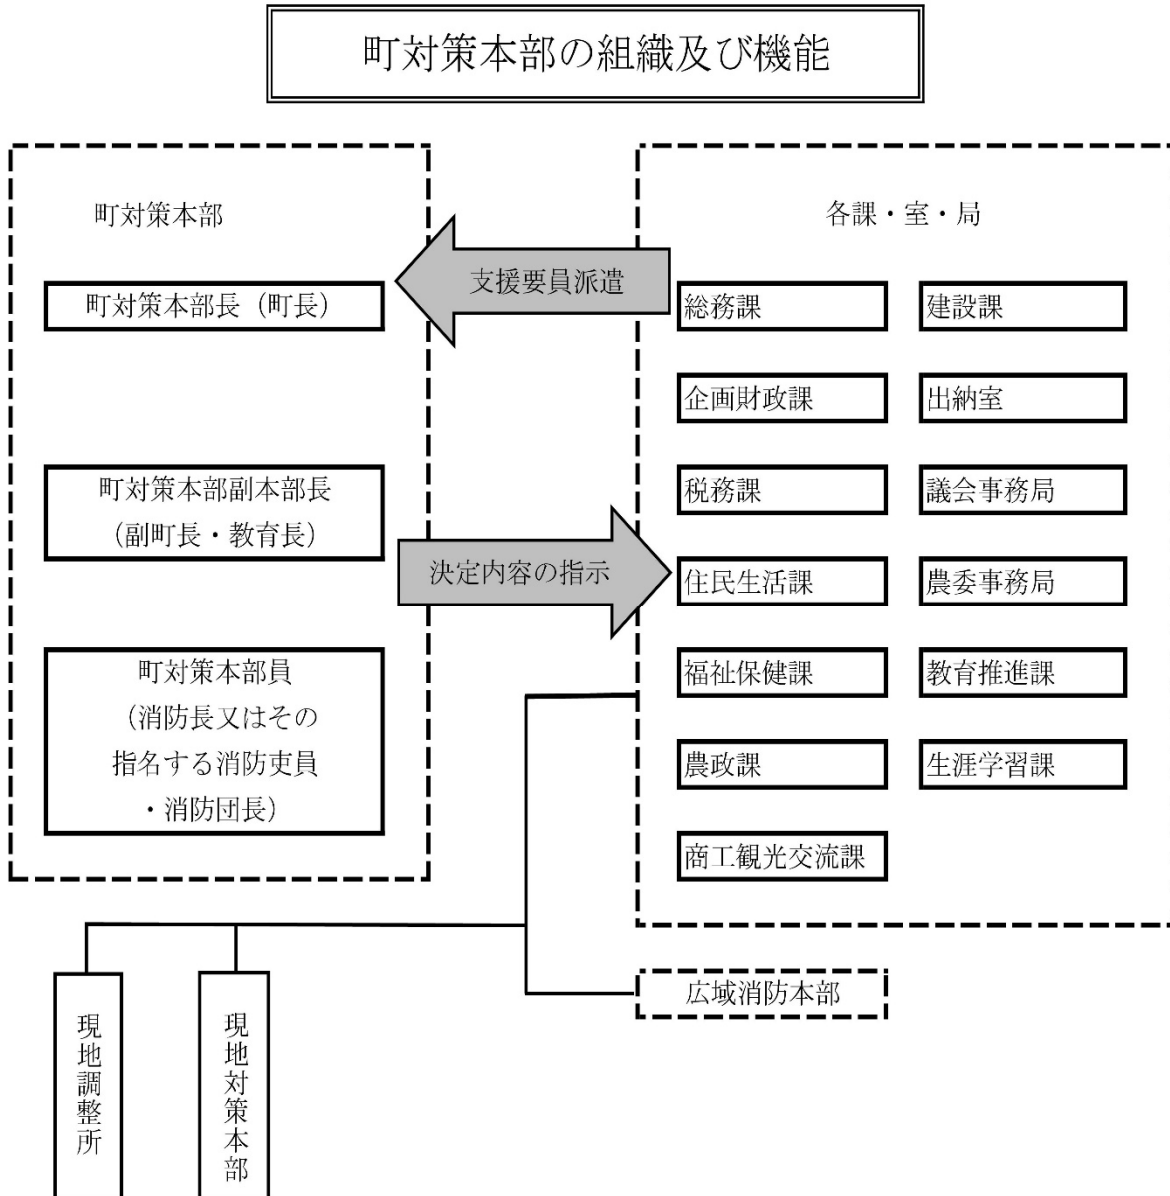 町対策本部の組織及び機能
町対策本部
町対策本部長（町長）
町対策本部副本部長
（副町長・教育長）
町対策本部員
（消防長又はその
指名する消防吏員
・消防団長）
支援要員派遣
決定内容の指示
各課・室・局
総務課
建設課
企画財政課
出納室
税務課
議会事務局
住民生活課
農委事務局
福祉保健課
教育推進課
農政課
生涯学習課
商工観光交流課
広域消防本部
現地調整所
現地対策本部